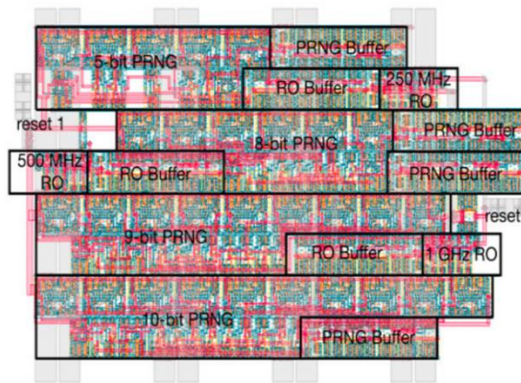 PRNG Buffer
5-bit PRNG
RO Buffer
250 MHz
RO
reset 1
PRNG Buffer
8-bit PRNG
500 MHz
RO
RO Buffer
PRNG Buffer
reset
9-bit PRNG
RO Buffer
1 GHz RO
10-bit PRNG
PRNG Buffer